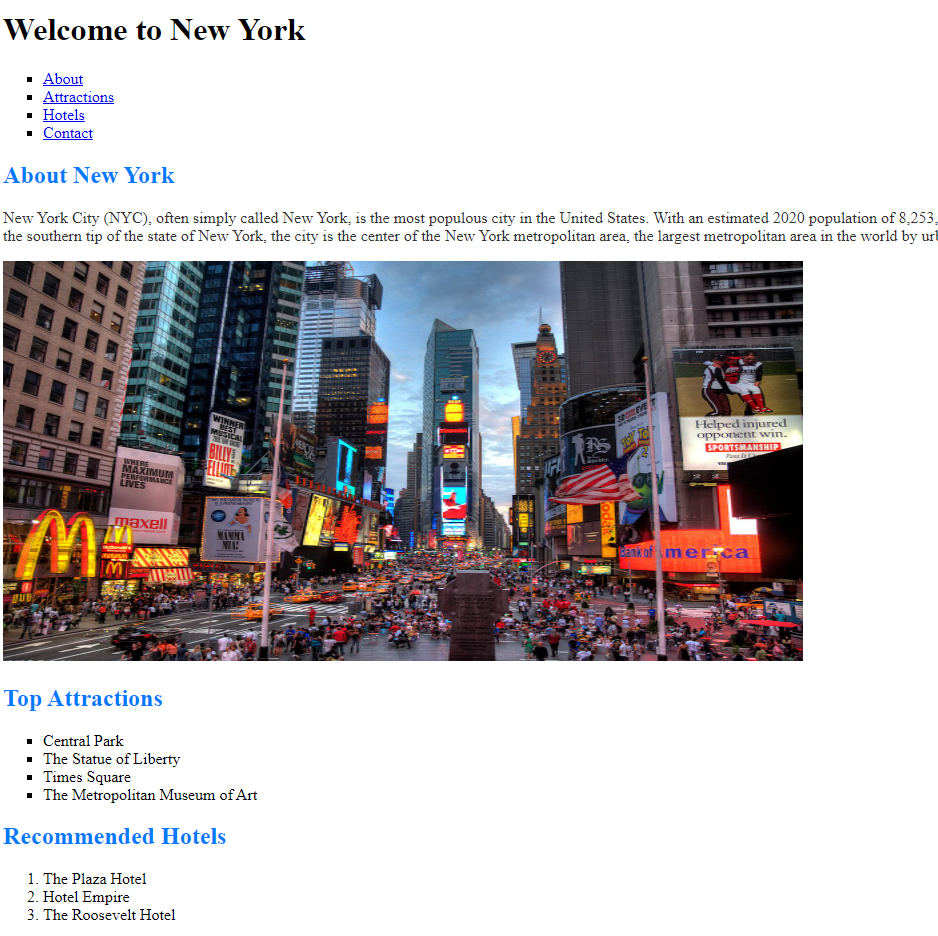 Welcome to New York
About
Attractions
Hotels
Contact
About New York
New York City (NYC), often simply called New York, is the most populous city in the United States. With an estimated 2020 population of 8,253,
the southern tip of the state of New York, the city is the center of the New York metropolitan area, the largest metropolitan area in the world by
WINNER
BEST
MUSICAL
BILLY
ELLIOT
WHERE
MAXIMUM
PERFORMANCE
LIVES
maxell
MAMMA
MIA!
Helped injured
opponent win.
SPORTSMANSHIP
Pass It On
Bank of America
McDonald's
Top Attractions
Central Park
The Statue of Liberty
Times Square
The Metropolitan Museum of Art
Recommended Hotels
1. The Plaza Hotel
2. Hotel Empire
3. The Roosevelt Hotel